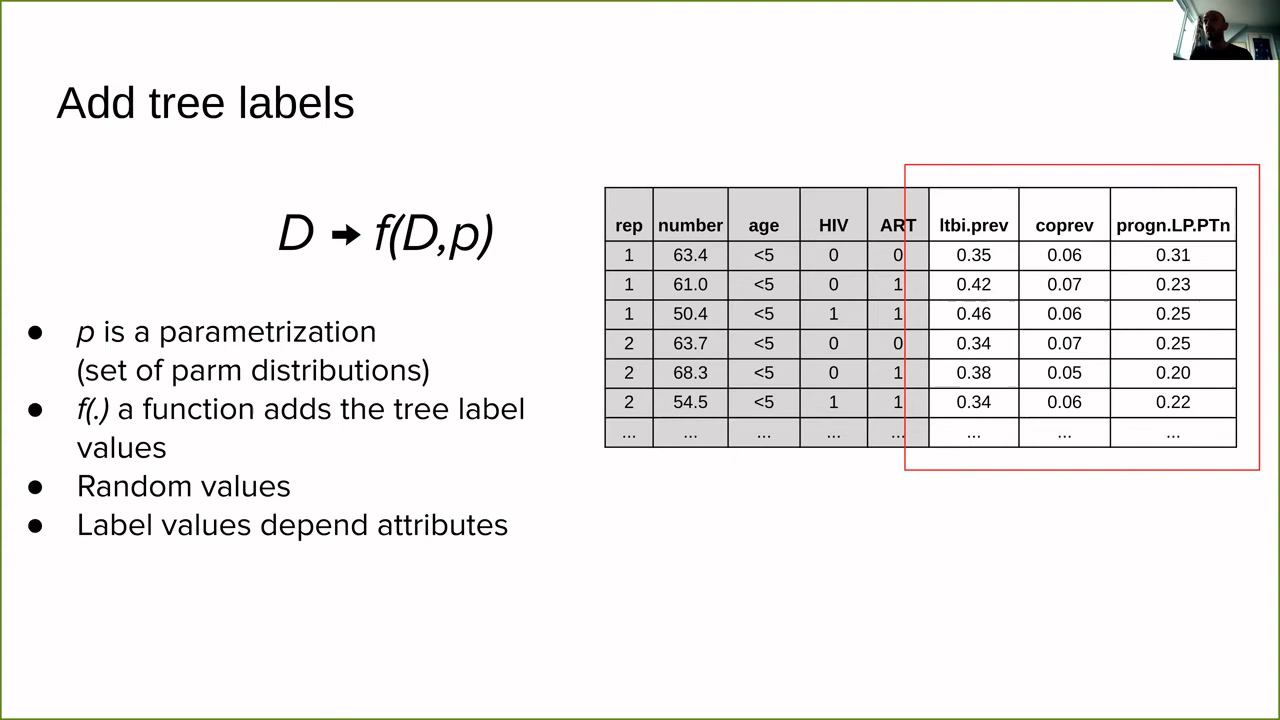 Add tree labels
D → f(D,p)
● p is a parametrization
(set of parm distributions)
● f(.) a function adds the tree label
values
● Random values
● Label values depend attributes
rep number age HIV ART ltbi.prev coprev progn.LP.PTn
1 63.4 <5 0 0 0.35 0.06 0.31
1 61.0 <5 0 1 0.42 0.07 0.23
1 50.4 <5 1 1 0.46 0.06 0.25
2 63.7 <5 0 0 0.34 0.07 0.25
2 68.3 <5 0 1 0.38 0.05 0.20
2 54.5 <5 1 1 0.34 0.06 0.22
... ... ... ... ... ... ... ...